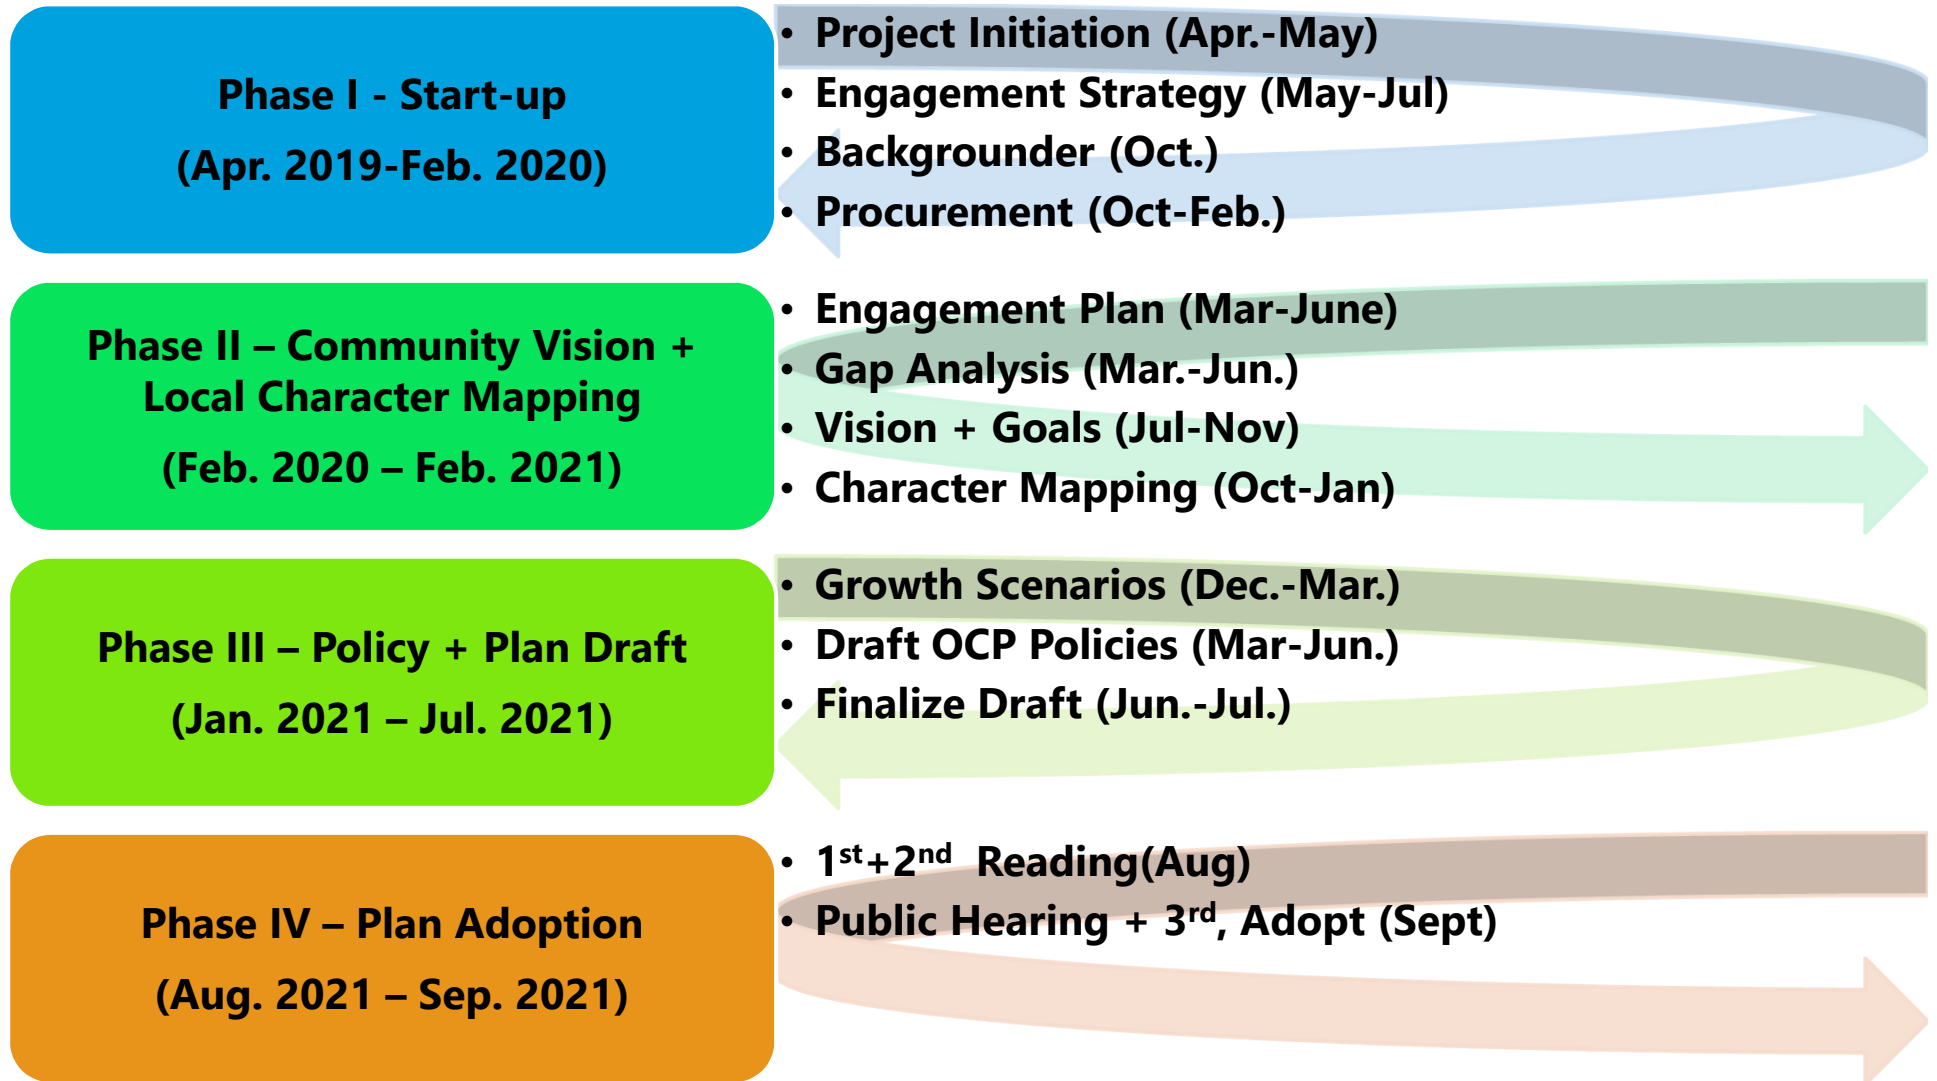 Phase I - Start-up
(Apr. 2019-Feb. 2020)
• Project Initiation (Apr.-May)
• Engagement Strategy (May-Jul)
• Backgrounder (Oct.)
• Procurement (Oct-Feb.)
Phase II – Community Vision +
Local Character Mapping
(Feb. 2020 – Feb. 2021)
• Engagement Plan (Mar-June)
• Gap Analysis (Mar.-Jun.)
• Vision + Goals (Jul-Nov)
• Character Mapping (Oct-Jan)
Phase III – Policy + Plan Draft
(Jan. 2021 – Jul. 2021)
• Growth Scenarios (Dec.-Mar.)
• Draft OCP Policies (Mar-Jun.)
• Finalize Draft (Jun.-Jul.)
Phase IV – Plan Adoption
(Aug. 2021 – Sep. 2021)
• 1st+2nd  Reading(Aug)
• Public Hearing + 3rd, Adopt (Sept)